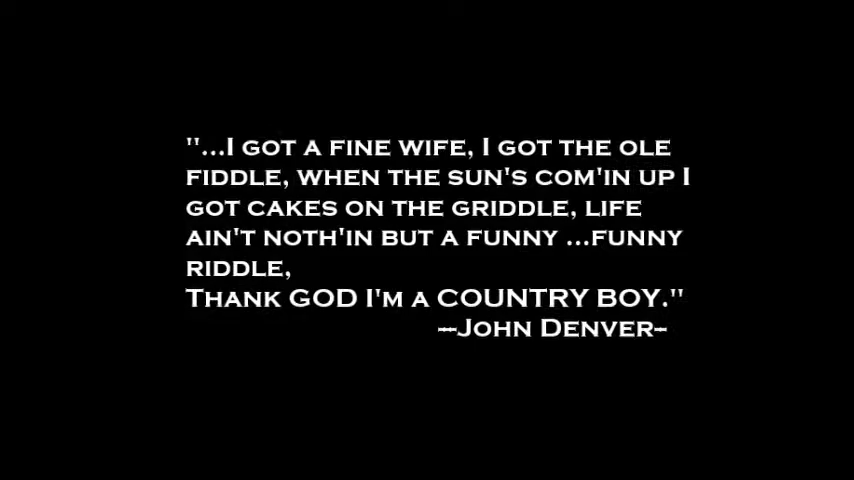 "...I GOT A FINE WIFE, I GOT THE OLE
FIDDLE, WHEN THE SUN'S COM'IN UP I
GOT CAKES ON THE GRIDDLE, LIFE
AIN'T NOTH'IN BUT A FUNNY ...FUNNY
RIDDLE,
THANK GOD I'M A COUNTRY BOY."
---JOHN DENVER--